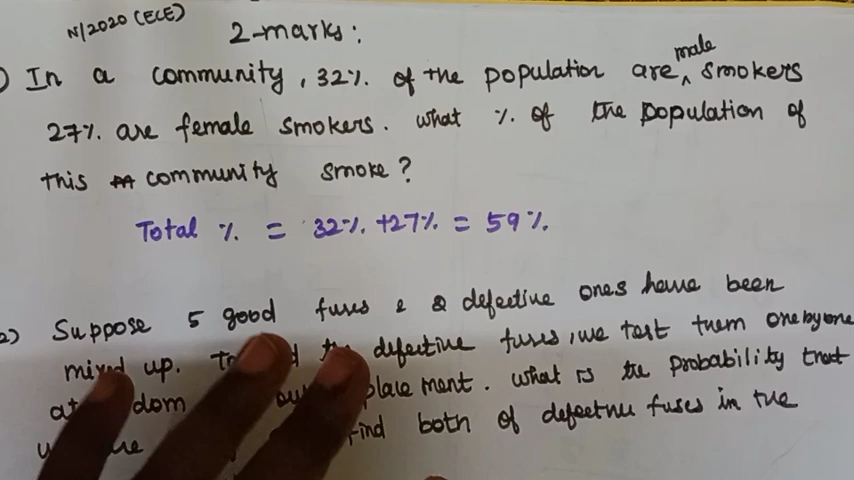 N/2020 (ECE)
2-marks:
) In a community, 32%. of the population are male smokers
27%. are female smokers. what %. of the population of
this community smoke?
Total %. = 32%. +27%. = 59%.
2) Suppose 5 good fuses & 2 defective ones have been
mixed up. the defective fuses, we test them one by one
at placement. what is the probability that
find both of defective fuses in the